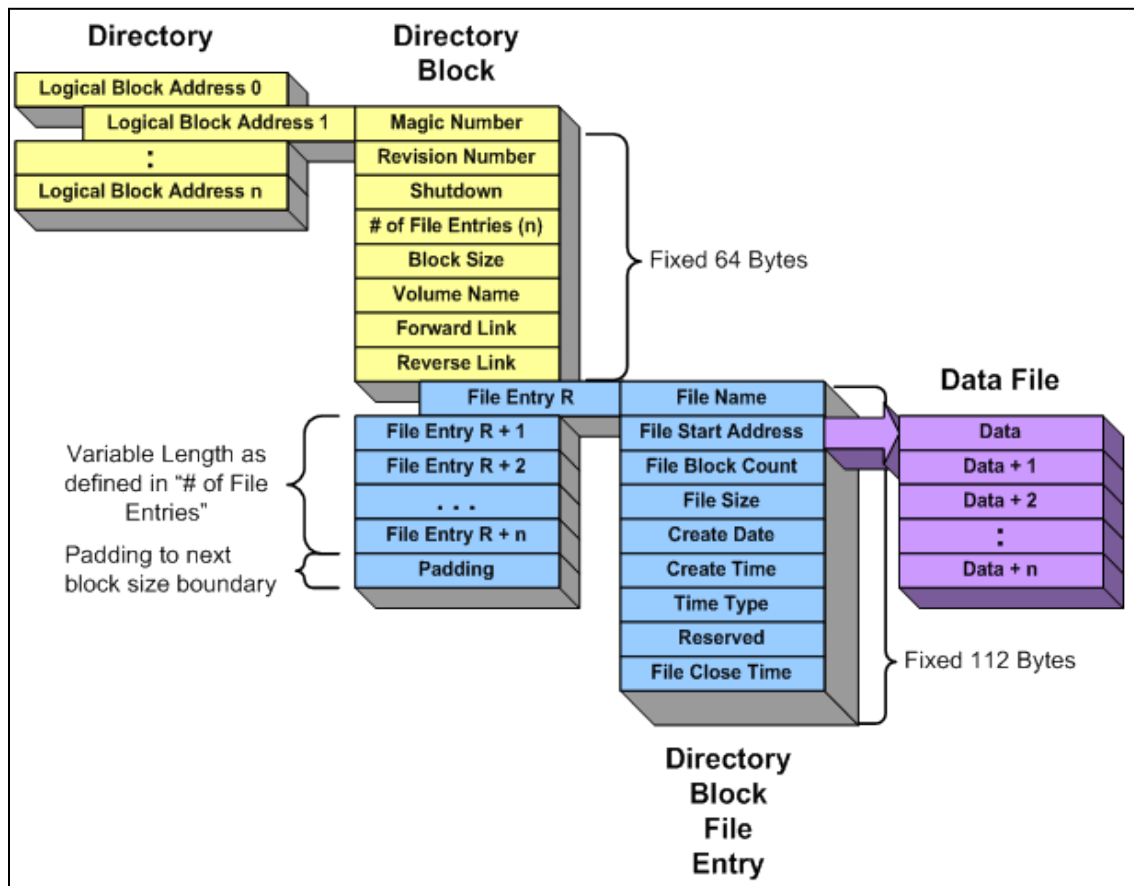 Directory
Logical Block Address 0
Logical Block Address 1
:
Logical Block Address n
Directory
Block
Magic Number
Revision Number
Shutdown
# of File Entries (n)
Block Size
Volume Name
Forward Link
Reverse Link
Fixed 64 Bytes
File Entry R
File Entry R + 1
File Entry R + 2
. . .
File Entry R + n
Padding
Variable Length as
defined in “# of File
Entries”
Padding to next
block size boundary
File Name
File Start Address
File Block Count
File Size
Create Date
Create Time
Time Type
Reserved
File Close Time
Fixed 112 Bytes
Directory
Block
File
Entry
Data File
Data
Data + 1
Data + 2
:
Data + n